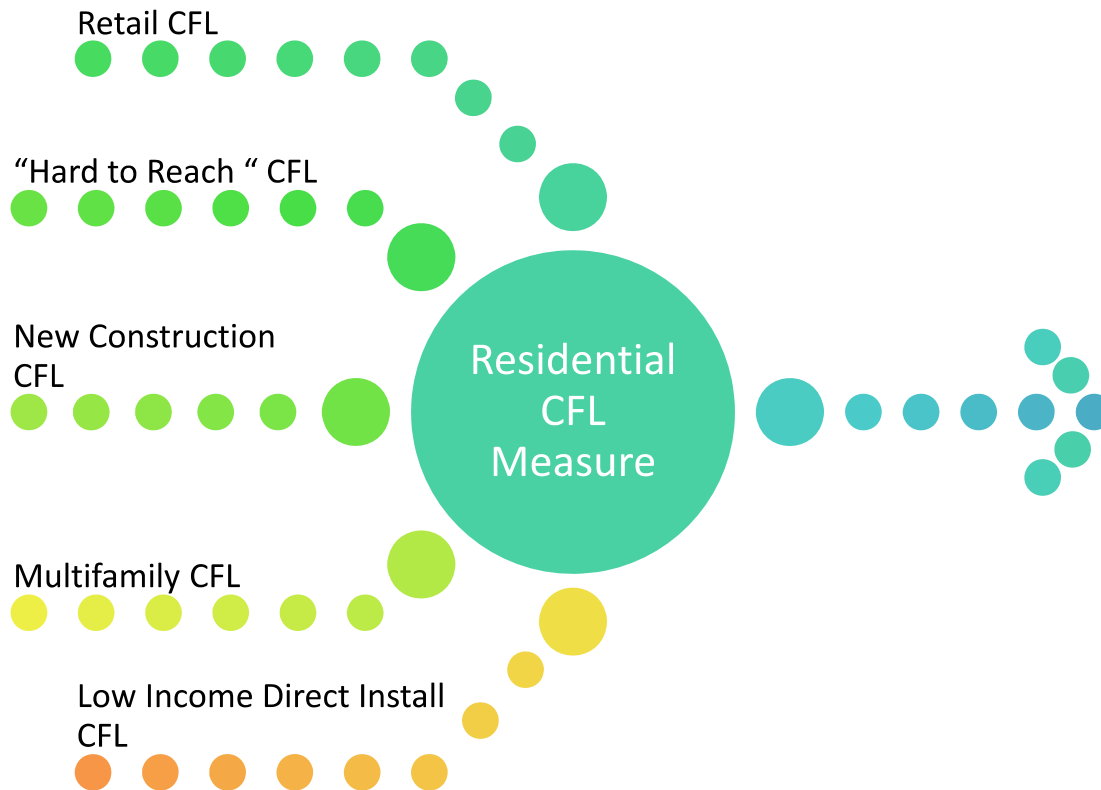 Retail CFL
“Hard to Reach “ CFL
New Construction
CFL
Residential
CFL
Measure
Multifamily CFL
Low Income Direct Install
CFL